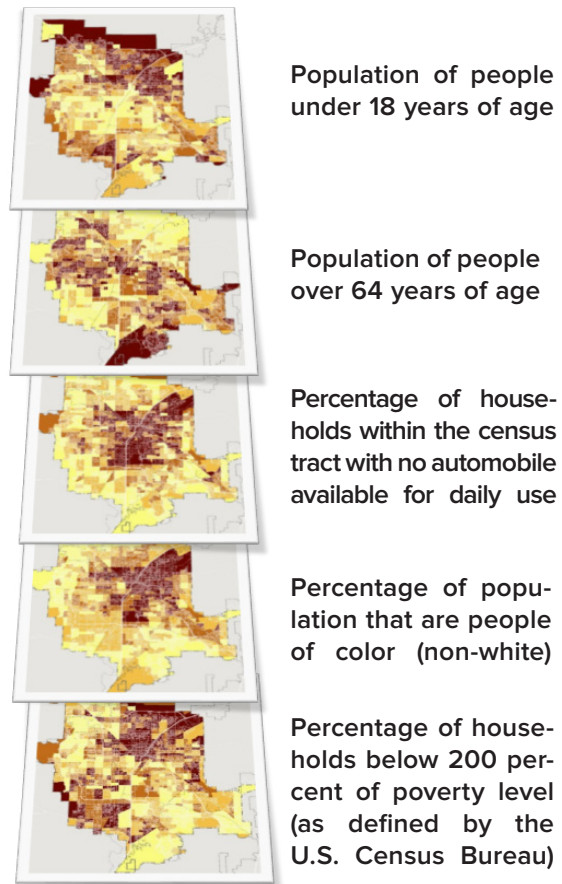 Population of people
under 18 years of age
Population of people
over 64 years of age
Percentage of house-
holds within the census
tract with no automobile
available for daily use
Percentage of popu-
lation that are people
of color (non-white)
Percentage of house-
holds below 200 per-
cent of poverty level
(as defined by the
U.S. Census Bureau)